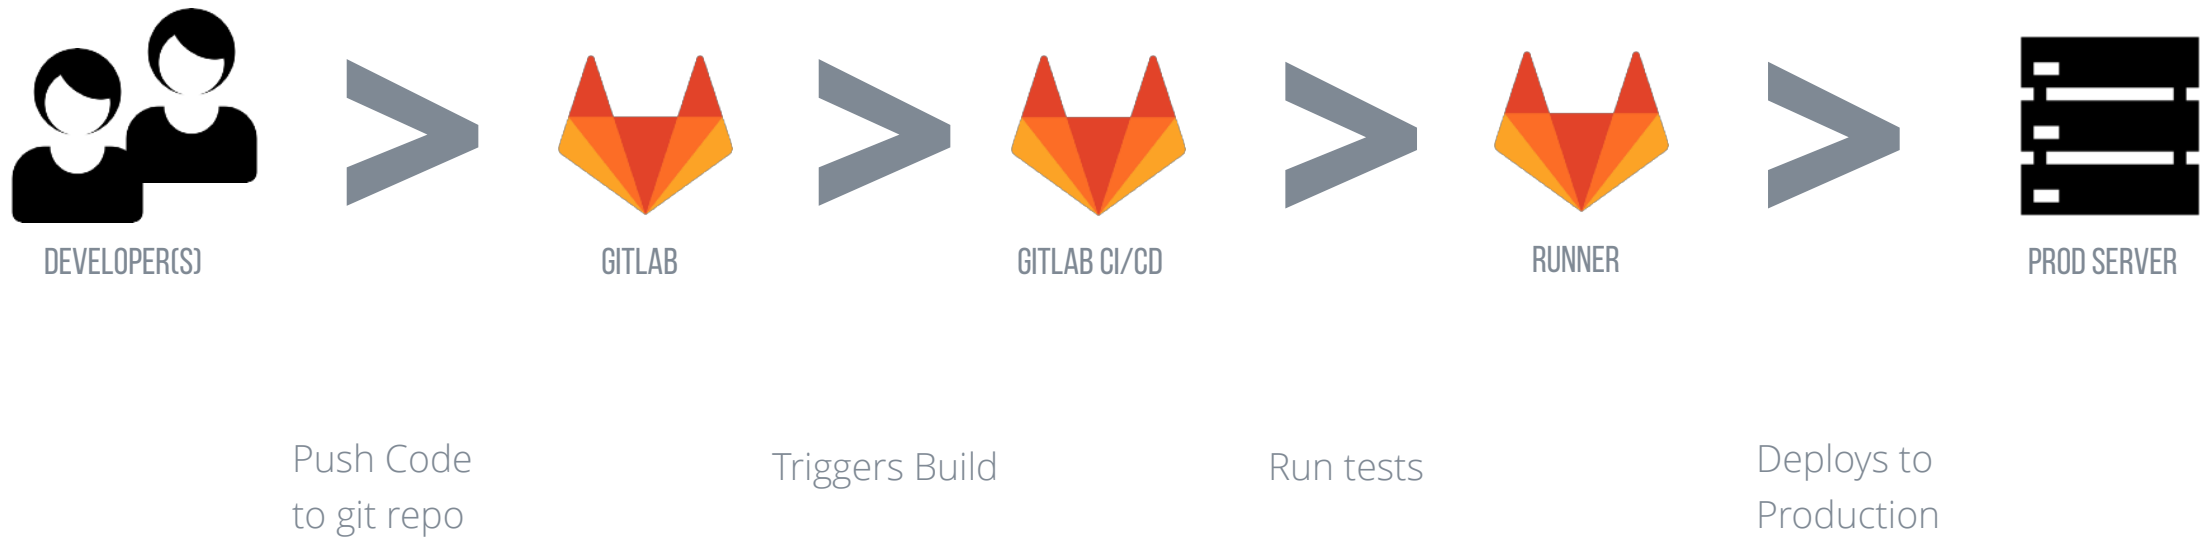 DEVELOPER(S)
GITLAB
GITLAB CI/CD
RUNNER
PROD SERVER
Push Code
to git repo
Triggers Build
Run tests
Deploys to
Production